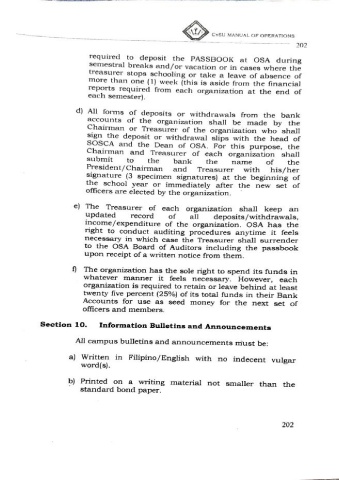 CvSU MANUAL OF OPERATIONS
202
required to deposit the PASSBOOK at OSA during
semestral breaks and/or vacation or in cases where the
treasurer stops schooling or take a leave of absence of
more than one (1) week (this is aside from the financial
reports required from each organization at the end of
each semester).
d) All forms of deposits or withdrawals from the bank
accounts of the organization shall be made by the
Chairman or Treasurer of the organization who shall
sign the deposit or withdrawal slips with the head of
SOSCA and the Dean of OSA. For this purpose, the
Chairman and Treasurer of each organization shall
submit to the bank the name of the
President/Chairman and Treasurer with his/her
signature (3 specimen signatures) at the beginning of
the school year or immediately after the new set of
officers are elected by the organization.
e) The Treasurer of each organization shall keep an
updated record of all deposits/withdrawals,
income/expenditure of the organization. OSA has the
right to conduct auditing procedures anytime it feels
necessary in which case the Treasurer shall surrender
to the OSA Board of Auditors including the passbook
upon receipt of a written notice from them.
f) The organization has the sole right to spend its funds in
whatever manner it feels necessary. However, each
organization is required to retain or leave behind at least
twenty five percent (25%) of its total funds in their Bank
Accounts for use as seed money for the next set of
officers and members.
Section 10. Information Bulletins and Announcements
All campus bulletins and announcements must be:
a) Written in Filipino/English with no indecent vulgar
word(s).
b) Printed on a writing material not smaller than the
standard bond paper.
202